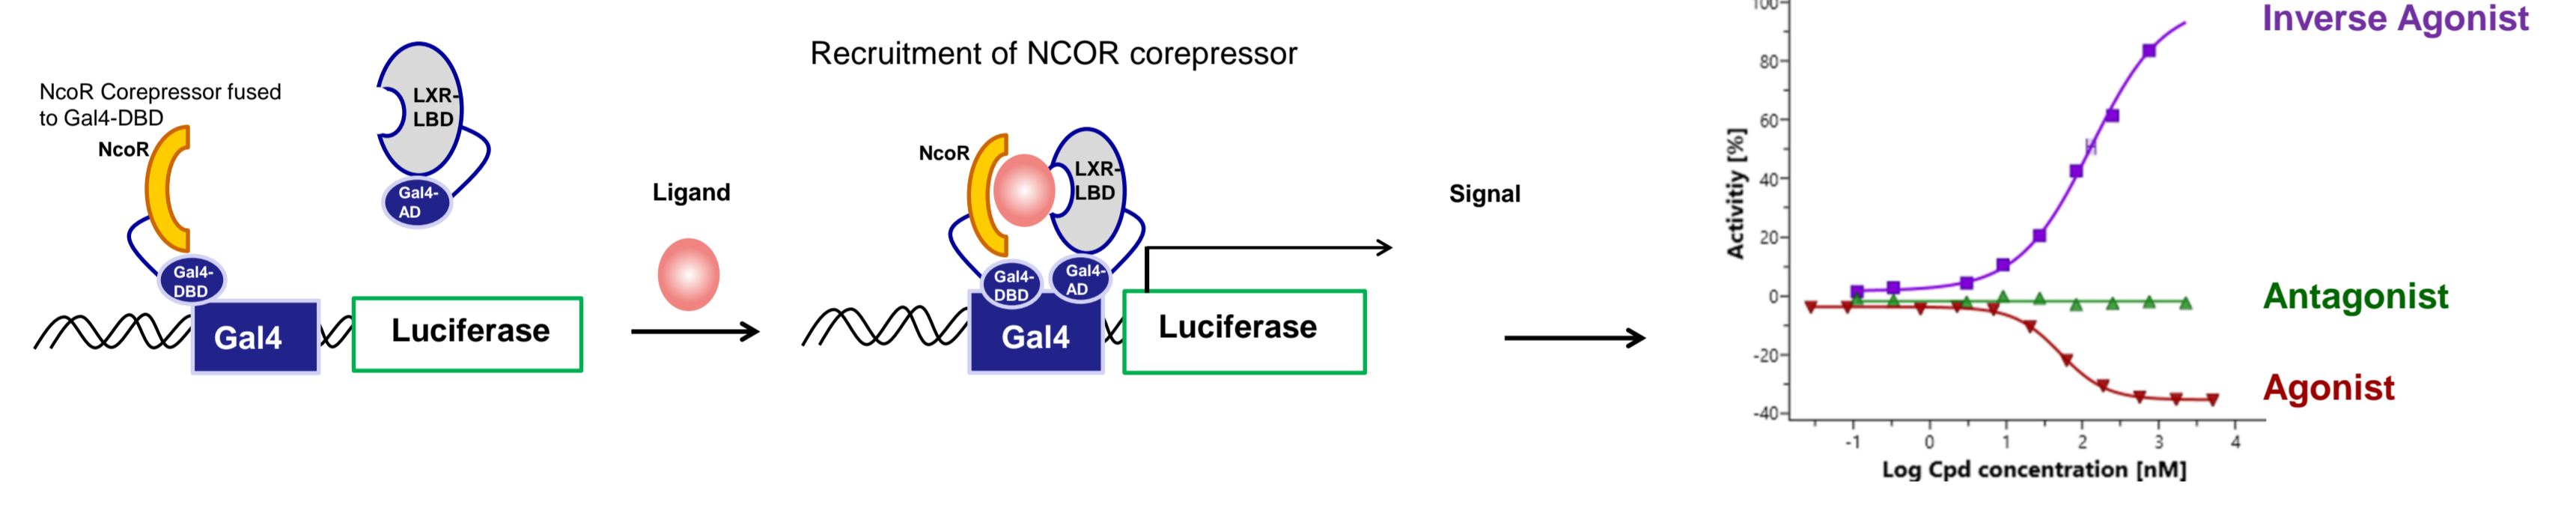 NcoR Corepressor fused
to Gal4-DBD
NcoR
LXR-
LBD
Gal4-
AD
Gal4-
DBD
Gal4
Luciferase
Ligand
Recruitment of NCOR corepressor
NcoR
LXR-
LBD
Gal4-
DBD
Gal4-
AD
Gal4
Luciferase
Signal
Activitiy [%]
100
80
60
40
20
0
-20
-40
-1
0
1
2
3
4
Log Cpd concentration [nM]
Inverse Agonist
Antagonist
Agonist